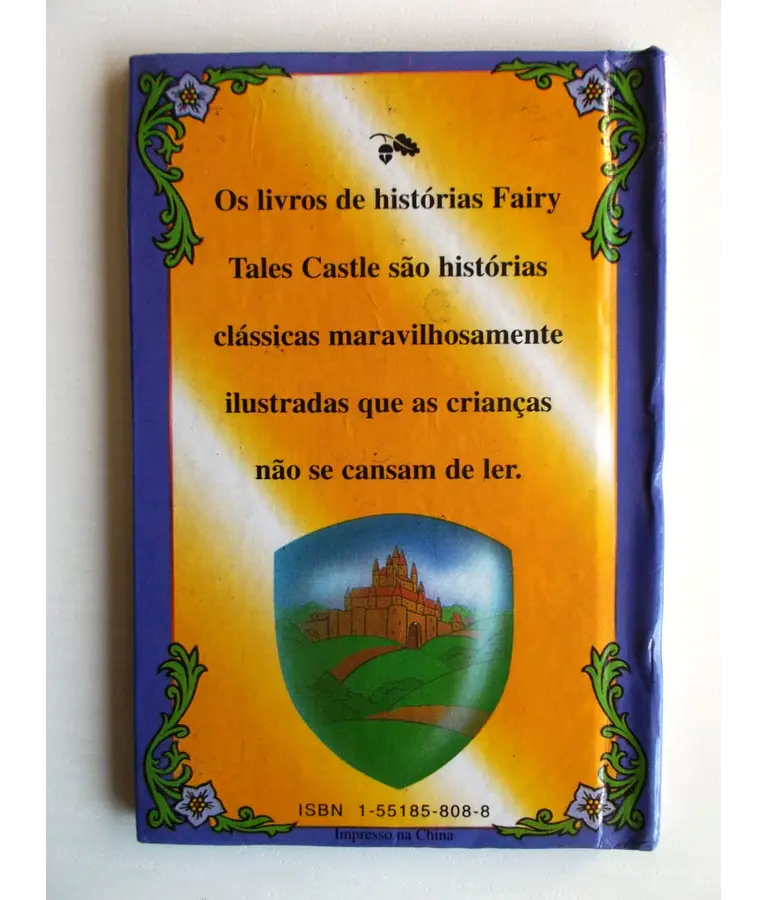 Os livros de histórias Fairy
Tales Castle são histórias
clássicas maravilhosamente
ilustradas que as crianças
não se cansam de ler.
ISBN 1-55185-808-8
Impresso na China